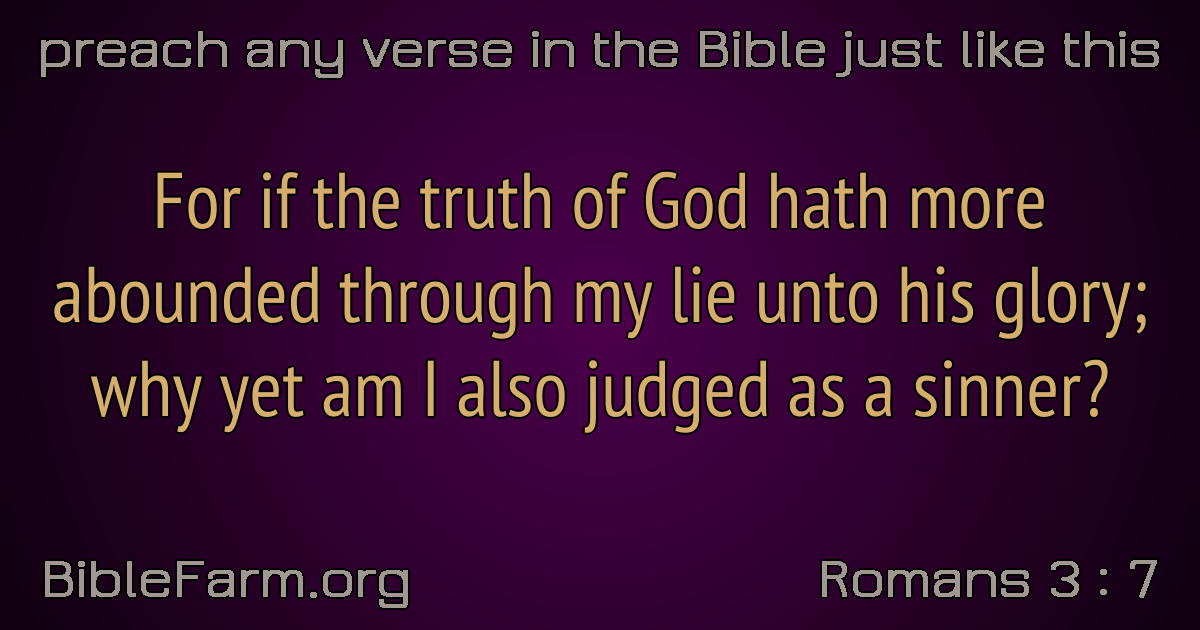 preach any verse in the Bible just like this
For if the truth of God hath more
abounded through my lie unto his glory;
why yet am I also judged as a sinner?
BibleFarm.org
Romans 3 : 7